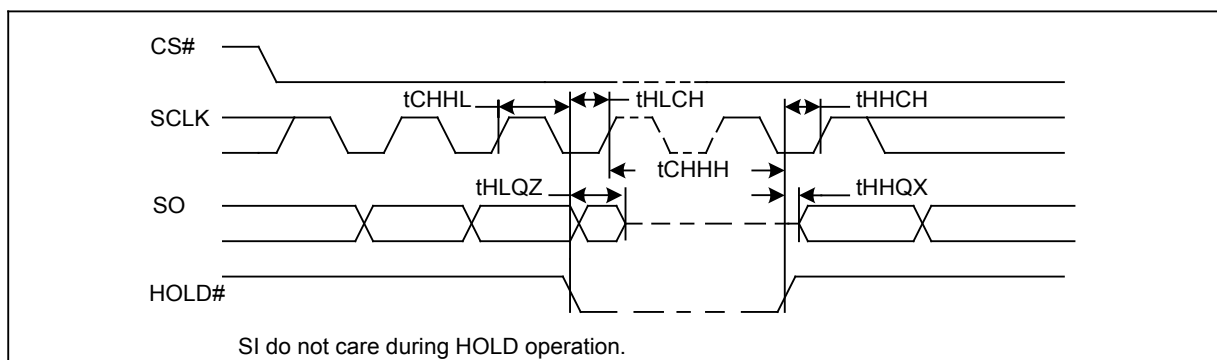 CS#
tCHHL
tHLCH
tHHCH
SCLK
tCHHH
tHLQZ
tHHQX
SO
HOLD#
SI do not care during HOLD operation.